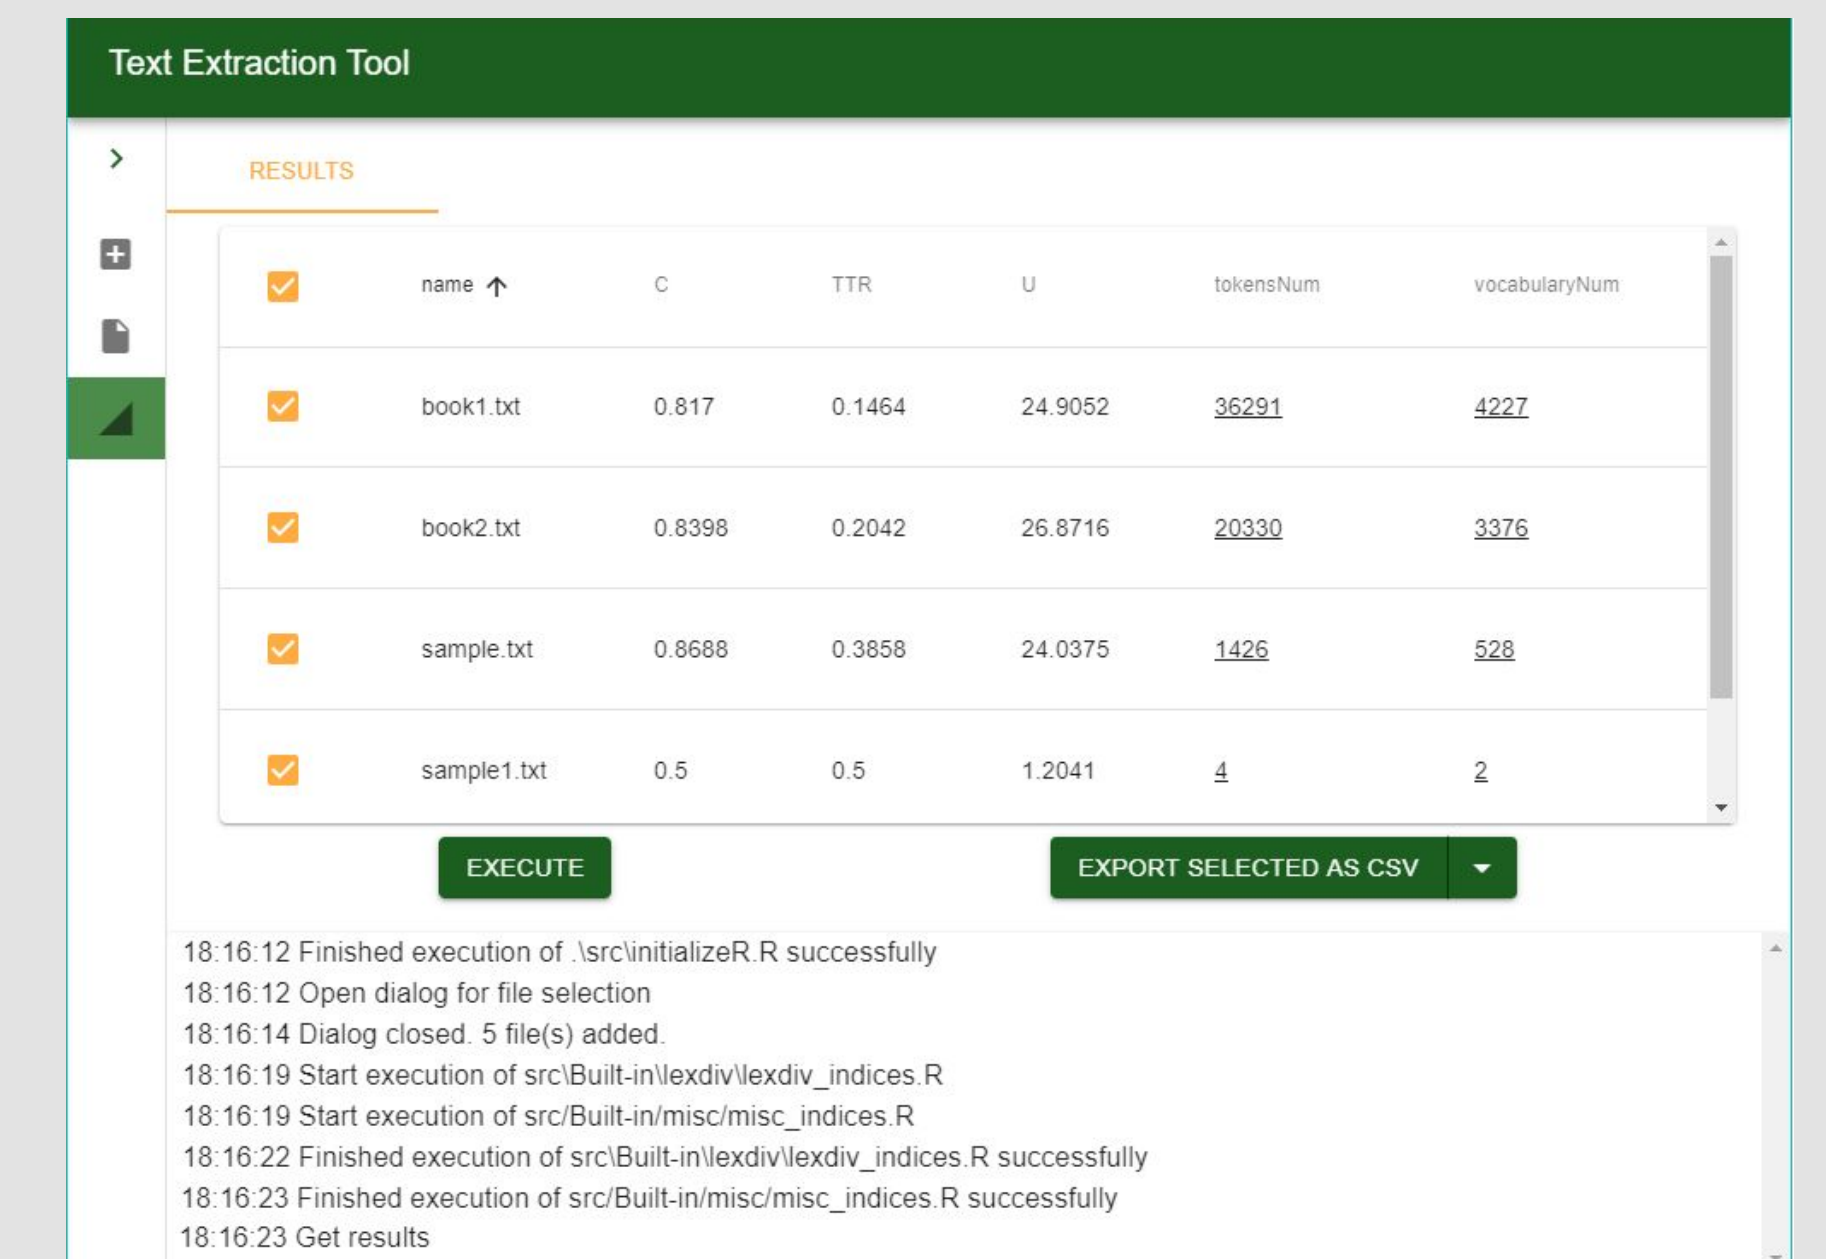 Text Extraction Tool
RESULTS
name C TTR U tokensNum vocabularyNum
book1.txt 0.817 0.1464 24.9052 36291 4227
book2.txt 0.8398 0.2042 26.8716 20330 3376
sample.txt 0.8688 0.3858 24.0375 1426 528
sample1.txt 0.5 0.5 1.2041 4 2
EXECUTE EXPORT SELECTED AS CSV
18:16:12 Finished execution of .\src\initializeR.R successfully
18:16:12 Open dialog for file selection
18:16:14 Dialog closed. 5 file(s) added.
18:16:19 Start execution of src\Built-in\lexdiv\lexdiv_indices.R
18:16:19 Start execution of src/Built-in/misc/misc_indices.R
18:16:22 Finished execution of src\Built-in\lexdiv\lexdiv_indices.R successfully
18:16:23 Finished execution of src/Built-in/misc/misc_indices.R successfully
18:16:23 Get results